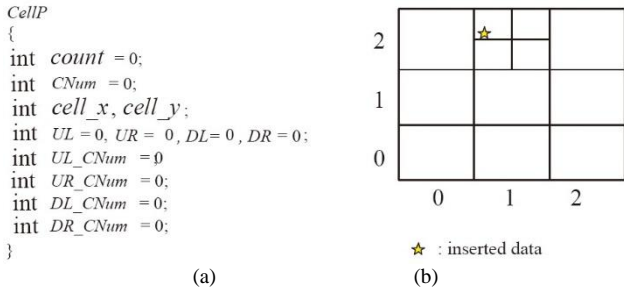 CellP
{
int count = 0;
int CNum = 0;
int cell_x, cell_y;
int UL = 0, UR = 0, DL= 0, DR = 0;
int UL_CNum = 0
int UR_CNum = 0;
int DL_CNum = 0;
int DR_CNum = 0;
}
(a)
2
1
0
0 1 2
: inserted data
(b)